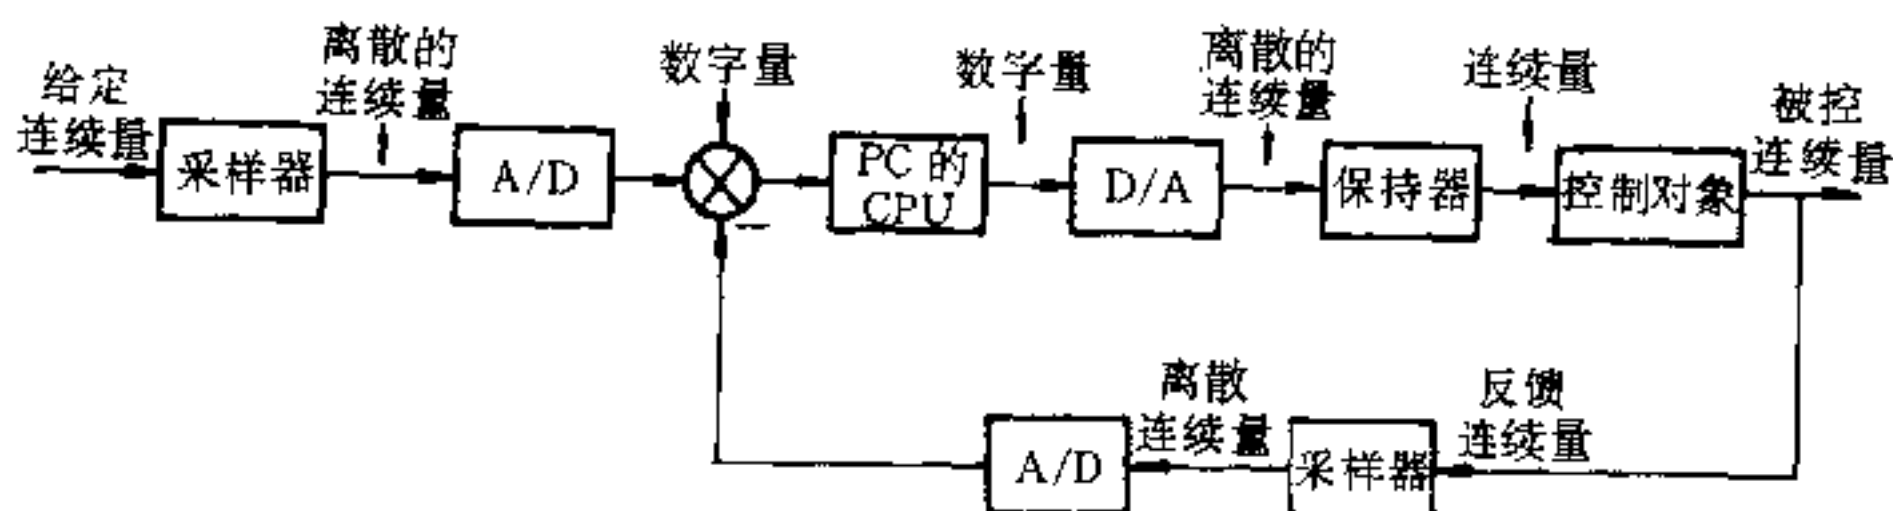 给定
连续量
采样器
离散的
连续量
A/D
数字量
PC的
CPU
数字量
D/A
离散的
连续量
保持器
连续量
控制对象
被控
连续量
A/D
离散
连续量
采样器
反馈
连续量